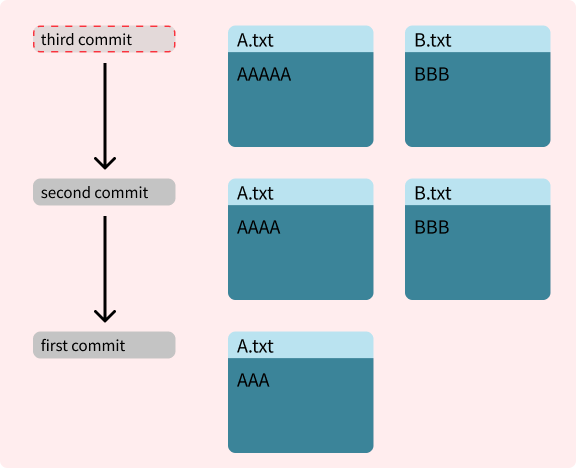 third commit
A.txt
B.txt
AAAAA
BBB
second commit
A.txt
B.txt
AAAA
BBB
first commit
A.txt
AAA